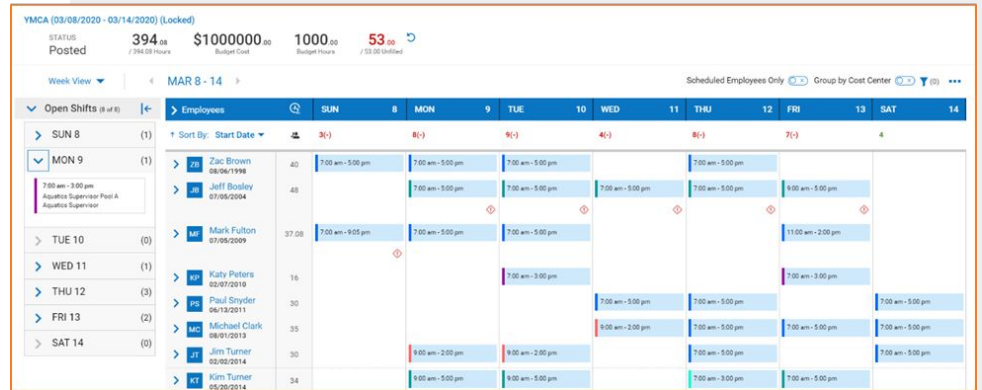 YMCA (03/08/2020 - 03/14/2020) (Locked)
STATUS
Posted
394.08
/ 394.08 Hours
$1000000.00
Budget Cost
1000.00
Budget Hours
53.00
/ 53.00 Unfilled
Week View
MAR 8 - 14
Scheduled Employees Only
Group by Cost Center
(0)
Open Shifts (8 of 8)
Employees
SUN 8
MON 9
TUE 10
WED 11
THU 12
FRI 13
SAT 14
SUN 8 (1)
Sort By: Start Date
3(-)
8(-)
9(-)
4(-)
8(-)
7(-)
4
MON 9 (1)
7:00 am - 3:00 pm
Aquatics Supervisor Pool A
Aquatics Supervisor
TUE 10 (0)
WED 11 (1)
THU 12 (3)
FRI 13 (2)
SAT 14 (0)
ZB Zac Brown 40
08/06/1998
7:00 am - 5:00 pm
7:00 am - 5:00 pm
7:00 am - 5:00 pm
7:00 am - 5:00 pm
JB Jeff Bosley 48
07/05/2004
7:00 am - 5:00 pm
7:00 am - 5:00 pm
7:00 am - 5:00 pm
7:00 am - 5:00 pm
9:00 am - 5:00 pm
MF Mark Fulton 37.08
07/05/2009
7:00 am - 9:05 pm
7:00 am - 5:00 pm
7:00 am - 5:00 pm
11:00 am - 2:00 pm
KP Katy Peters 16
02/07/2010
7:00 am - 3:00 pm
7:00 am - 3:00 pm
PS Paul Snyder 30
06/13/2011
7:00 am - 5:00 pm
7:00 am - 5:00 pm
7:00 am - 5:00 pm
MC Michael Clark 35
08/01/2013
9:00 am - 2:00 pm
7:00 am - 5:00 pm
7:00 am - 5:00 pm
7:00 am - 5:00 pm
JT Jim Turner 30
02/02/2014
9:00 am - 2:00 pm
9:00 am - 2:00 pm
7:00 am - 5:00 pm
7:00 am - 5:00 pm
KT Kim Turner 34
05/20/2014
9:00 am - 5:00 pm
9:00 am - 5:00 pm
7:00 am - 3:00 pm
7:00 am - 5:00 pm